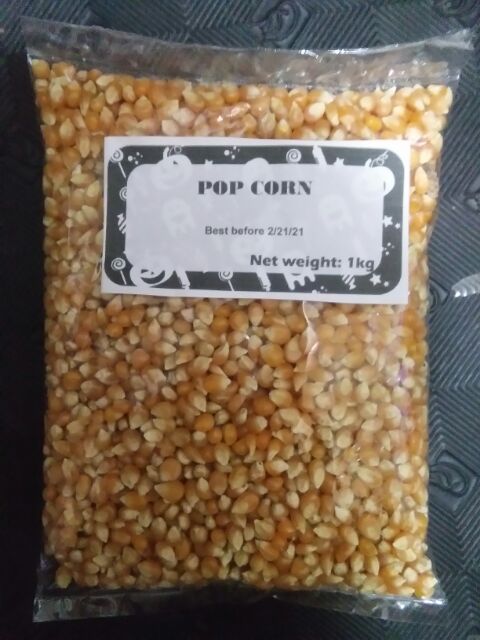 POP CORN
Best before 2/21/21
Net weight: 1kg